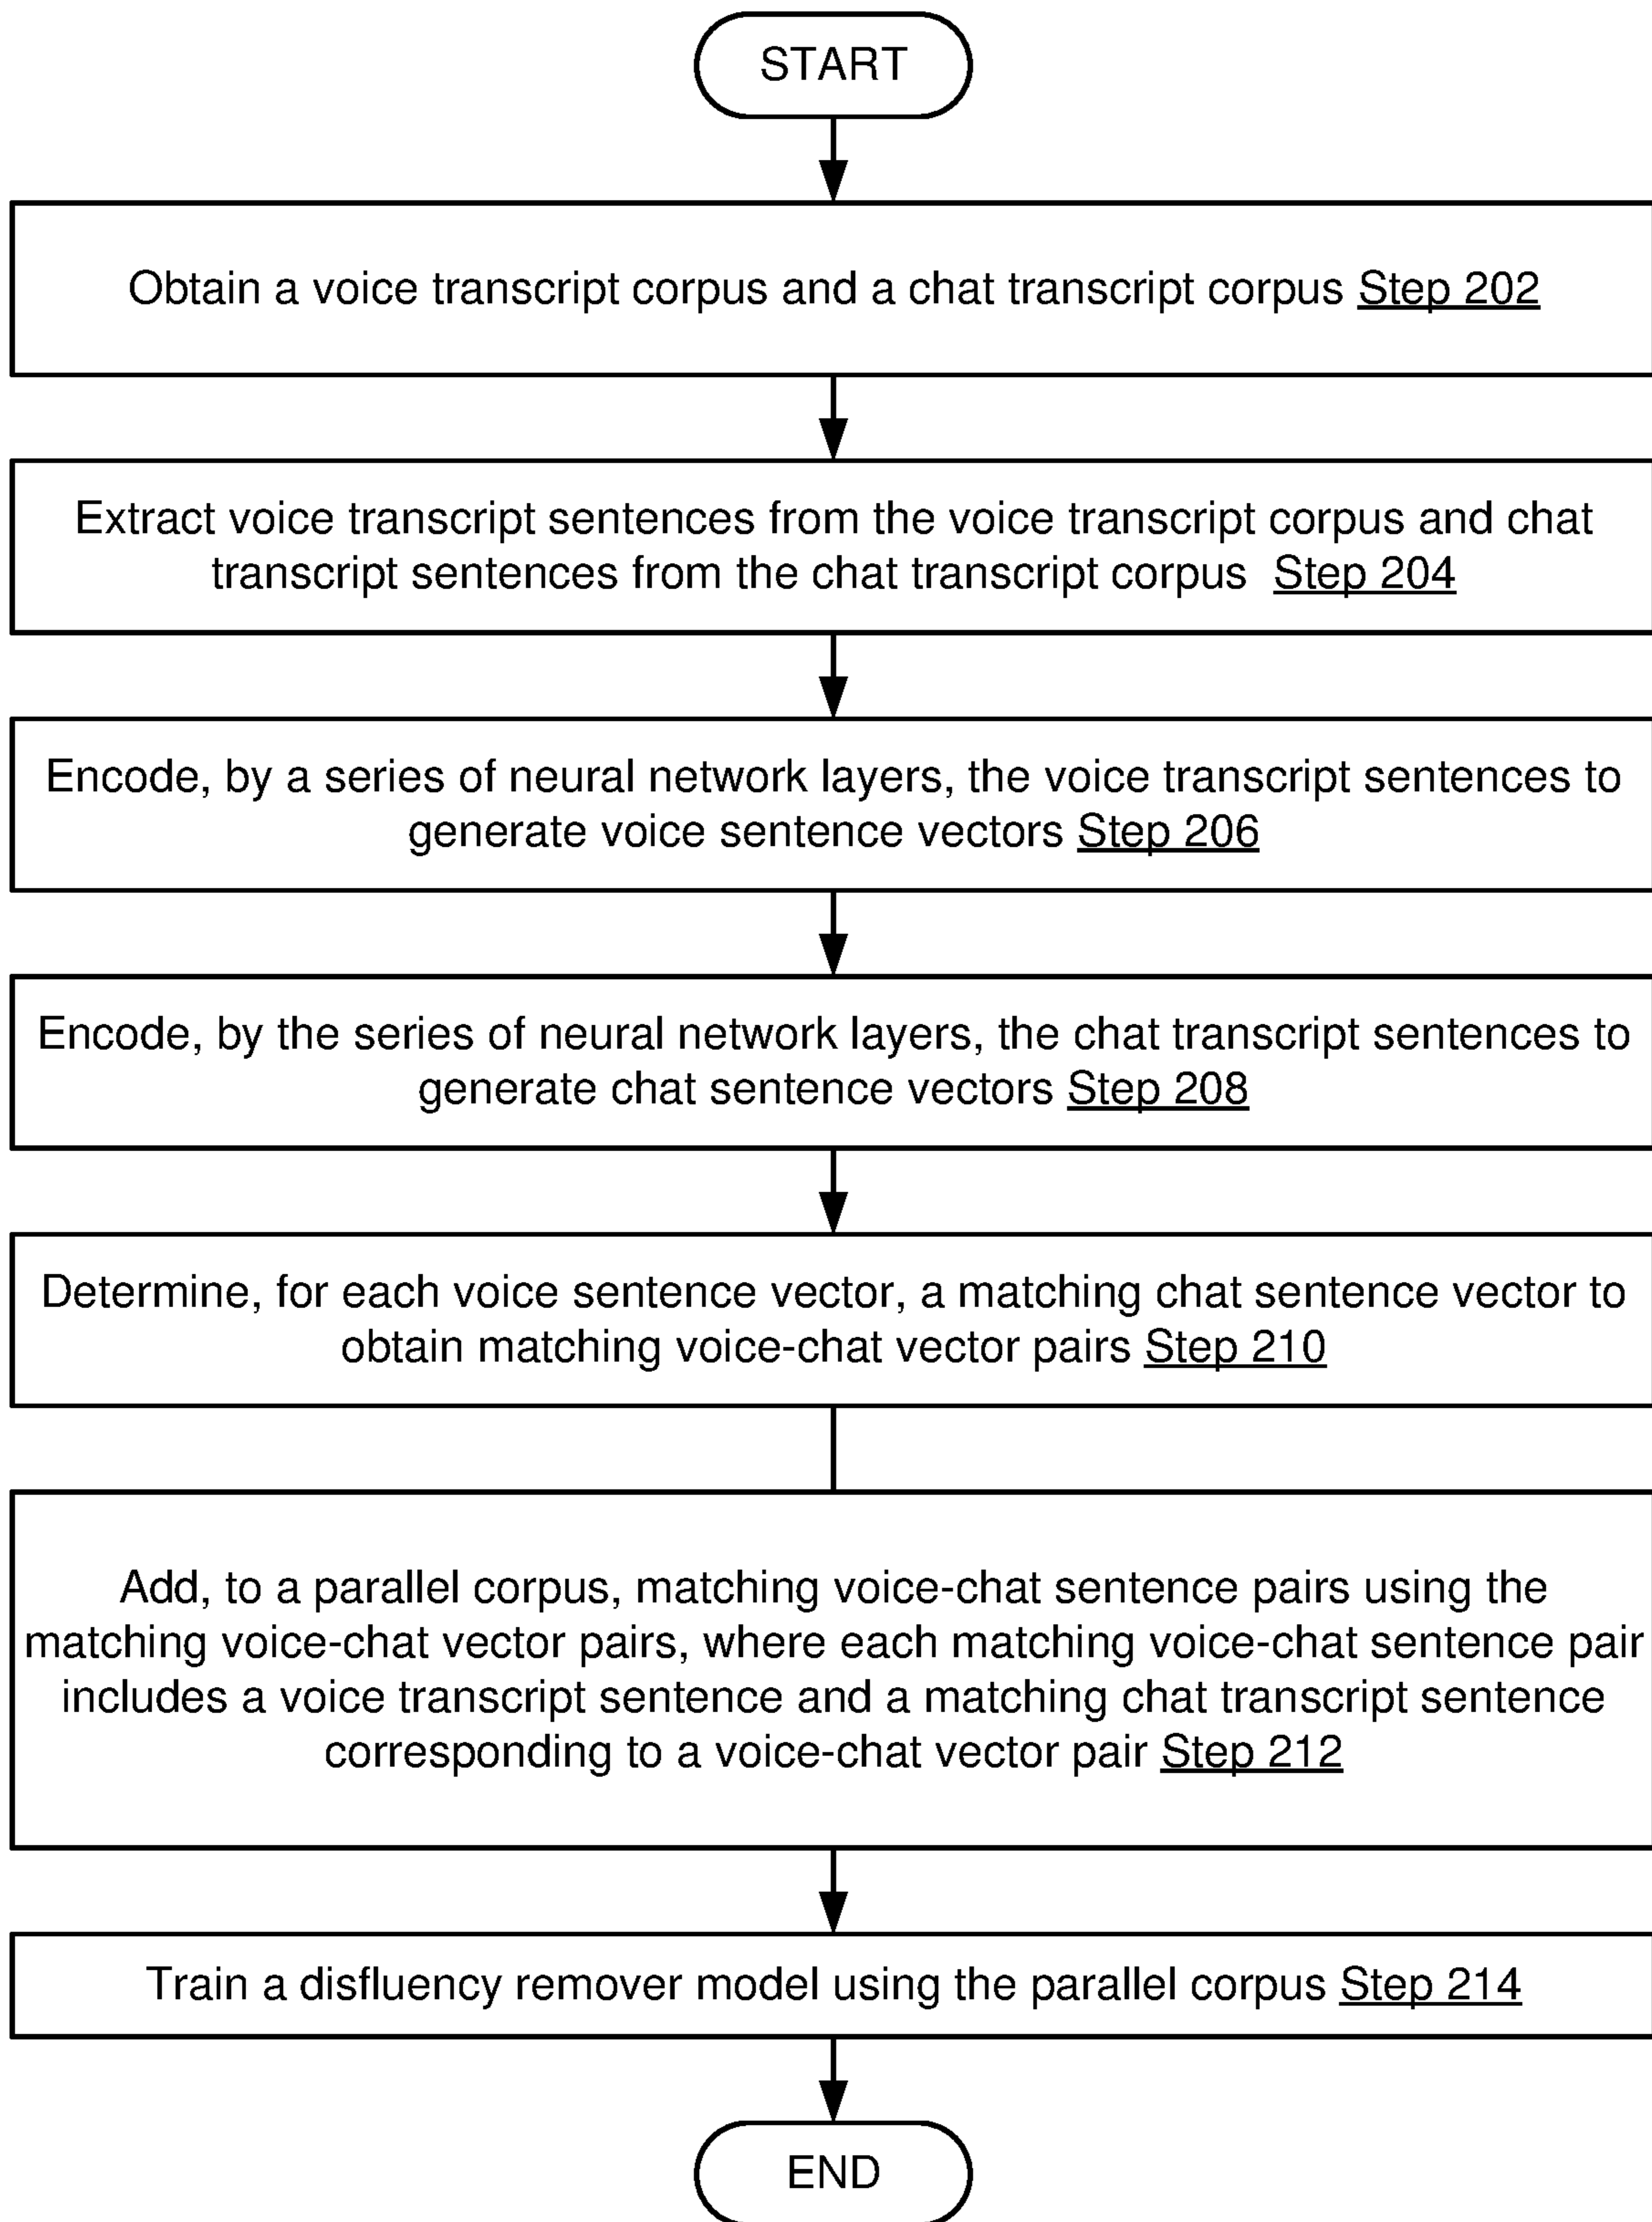 START
Obtain a voice transcript corpus and a chat transcript corpus Step 202
Extract voice transcript sentences from the voice transcript corpus and chat
transcript sentences from the chat transcript corpus Step 204
Encode, by a series of neural network layers, the voice transcript sentences to
generate voice sentence vectors Step 206
Encode, by the series of neural network layers, the chat transcript sentences to
generate chat sentence vectors Step 208
Determine, for each voice sentence vector, a matching chat sentence vector to
obtain matching voice-chat vector pairs Step 210
Add, to a parallel corpus, matching voice-chat sentence pairs using the
matching voice-chat vector pairs, where each matching voice-chat sentence pair
includes a voice transcript sentence and a matching chat transcript sentence
corresponding to a voice-chat vector pair Step 212
Train a disfluency remover model using the parallel corpus Step 214
END